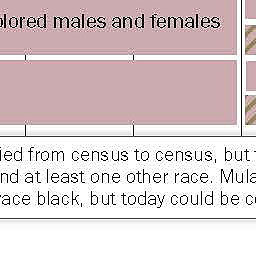 olored males and females
ied from census to census, but
nd at least one other race. Mula
race black, but today could be c